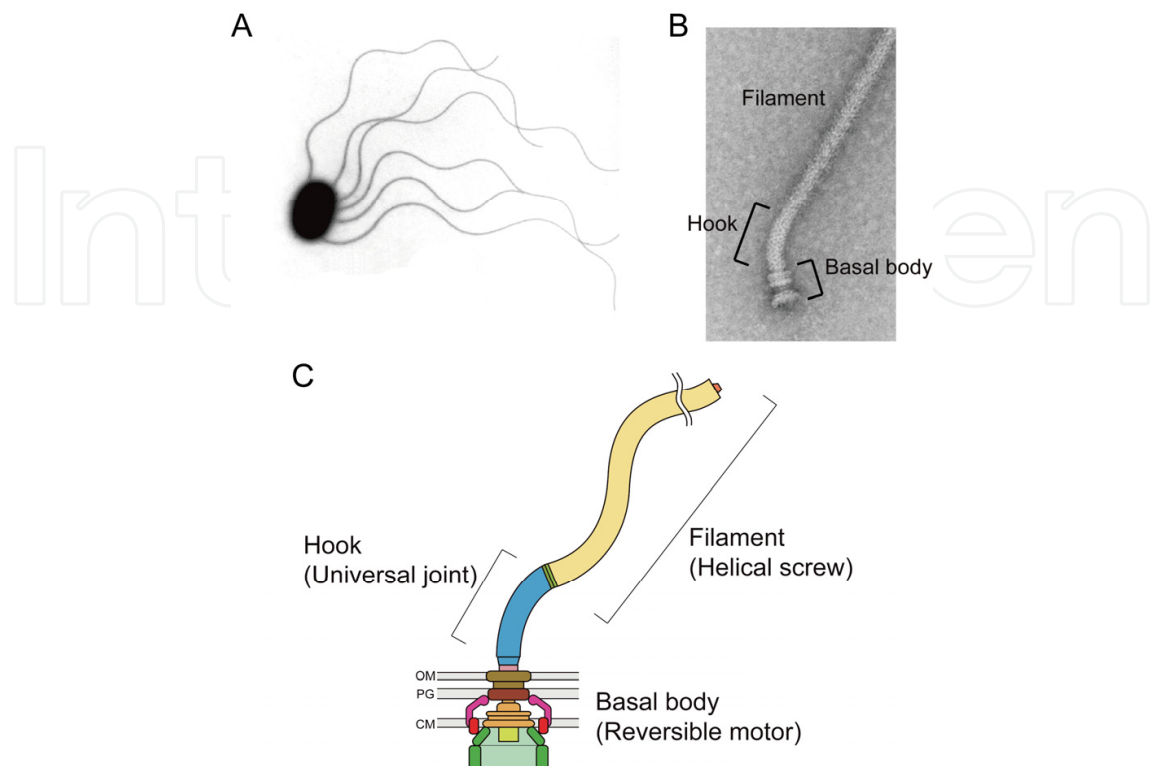 A
B
Filament
Hook
Basal body
C
Hook
(Universal joint)
Filament
(Helical screw)
OM
PG
CM
Basal body
(Reversible motor)